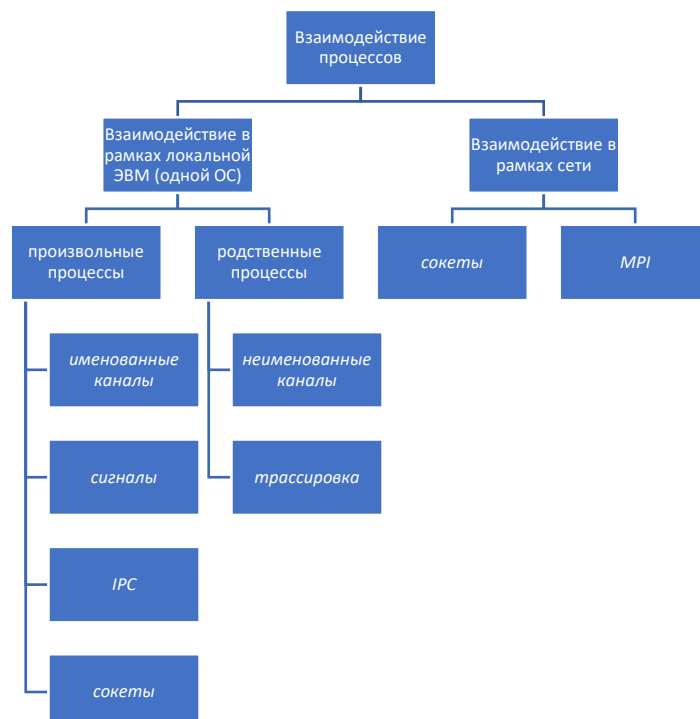 Взаимодействие
процессов
Взаимодействие в
рамках локальной
ЭВМ (одной ОС)
Взаимодействие в
рамках сети
произвольные
процессы
родственные
процессы
сокеты
MPI
именованные
каналы
неименованные
каналы
сигналы
трассировка
IPC
сокеты